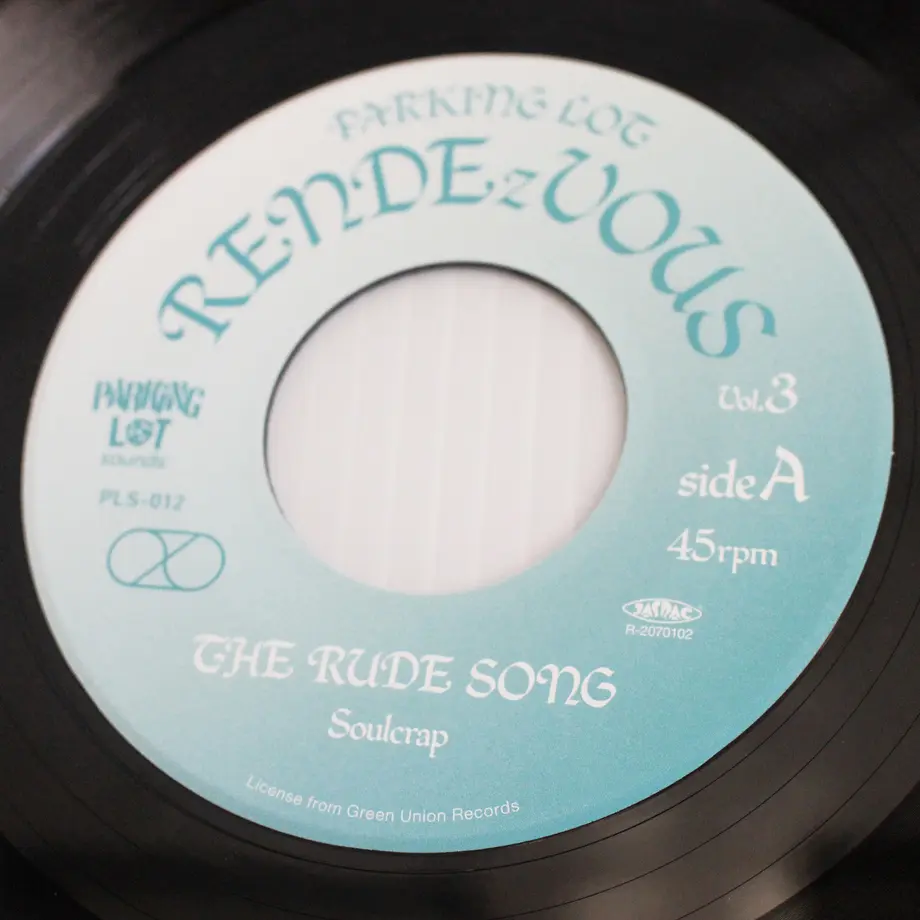 PARKING LOT
RENDEzVOUS
Vol.3
side A
45rpm
JASRAC
R-2070102
PARKING
LOT
sounds
PLS-012
THE RUDE SONG
Soulcrap
License from Green Union Records